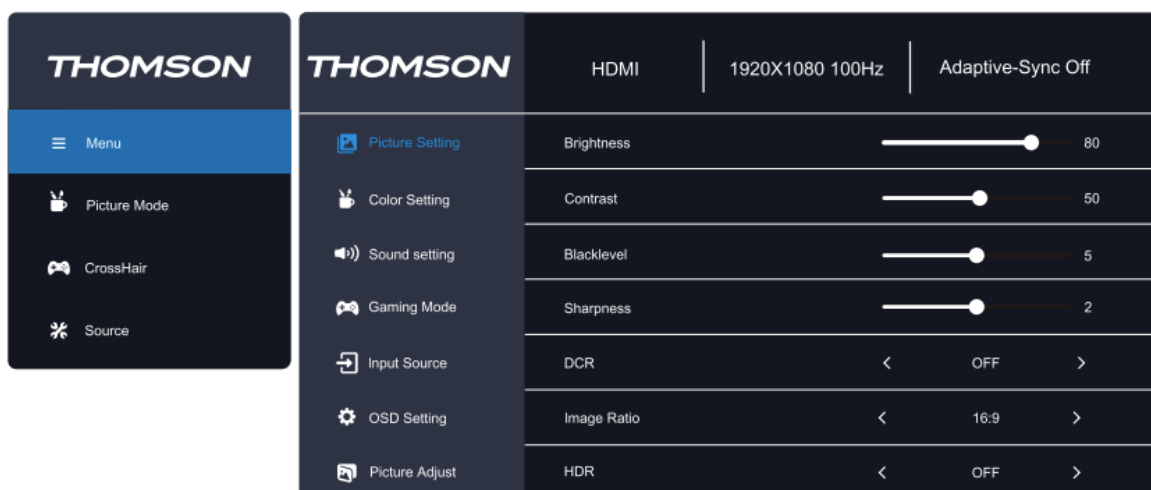 THOMSON
Menu
Picture Mode
CrossHair
Source
THOMSON
HDMI
1920X1080 100Hz
Adaptive-Sync Off
Picture Setting
Color Setting
Sound setting
Gaming Mode
Input Source
OSD Setting
Picture Adjust
Brightness 80
Contrast 50
Blacklevel 5
Sharpness 2
DCR OFF
Image Ratio 16:9
HDR OFF